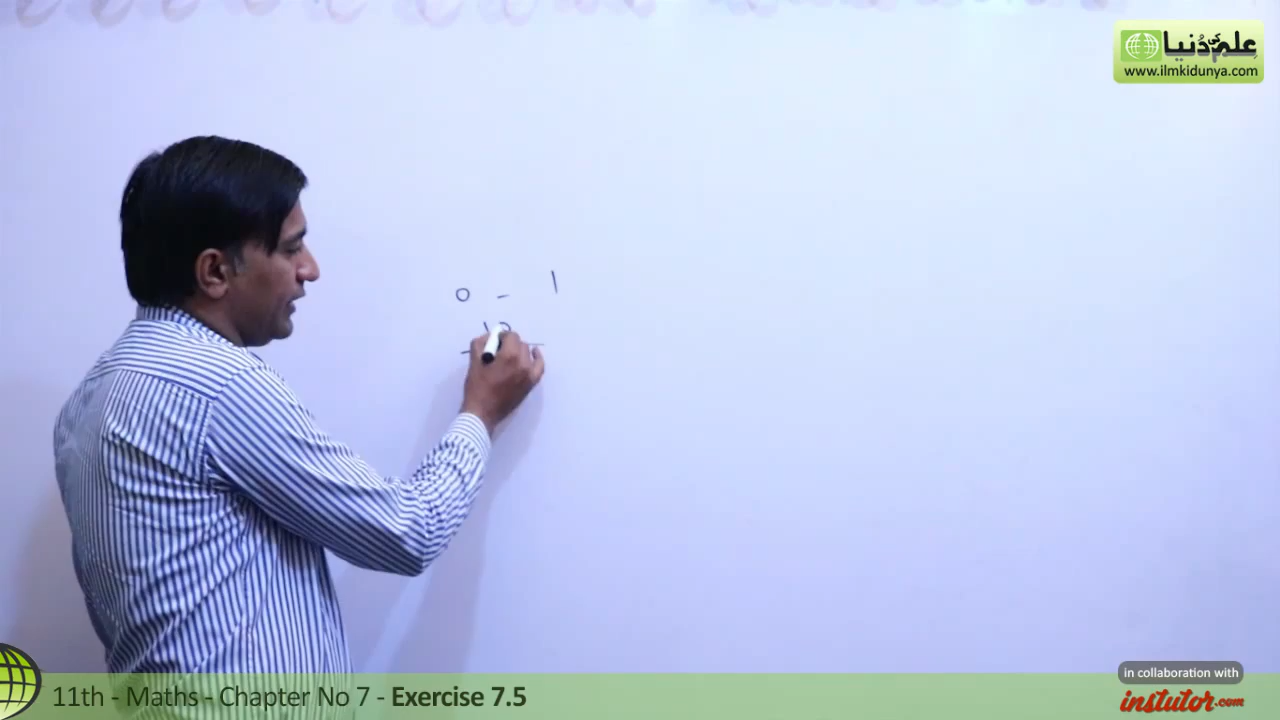 علم کی دُنیا
www.ilmkidunya.com
0 - 1
11th - Maths - Chapter No 7 - Exercise 7.5
in collaboration with
instutor.com